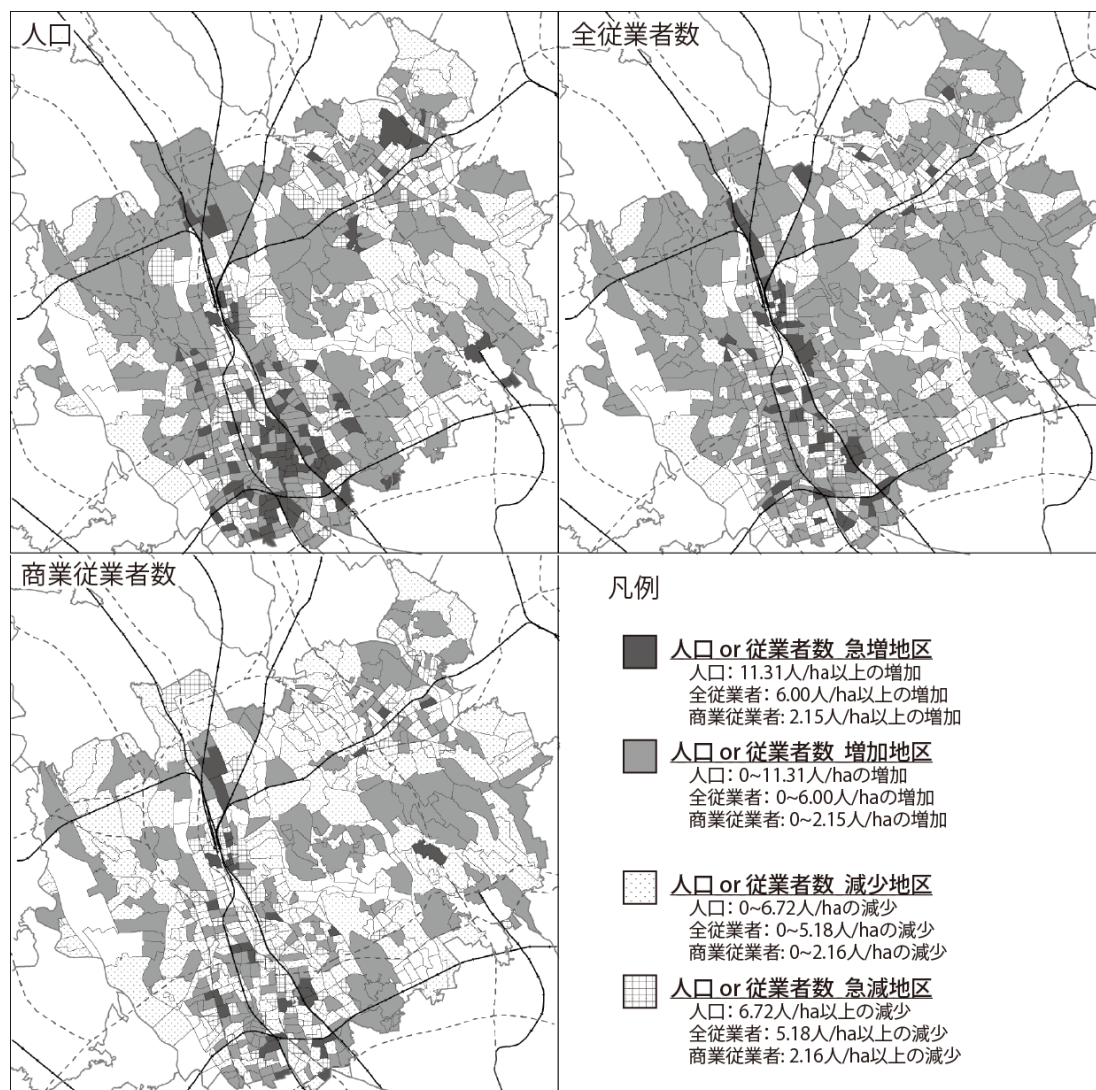 人口
全従業者数
商業従業者数
凡例
人口 or 従業者数 急増地区
人口: 11.31人/ha以上の増加
全従業者: 6.00人/ha以上の増加
商業従業者: 2.15人/ha以上の増加
人口 or 従業者数 増加地区
人口: 0~11.31人/haの増加
全従業者: 0~6.00人/haの増加
商業従業者: 0~2.15人/haの増加
人口 or 従業者数 減少地区
人口: 0~6.72人/haの減少
全従業者: 0~5.18人/haの減少
商業従業者: 0~2.16人/haの減少
人口 or 従業者数 急減地区
人口: 6.72人/ha以上の減少
全従業者: 5.18人/ha以上の減少
商業従業者: 2.16人/ha以上の減少